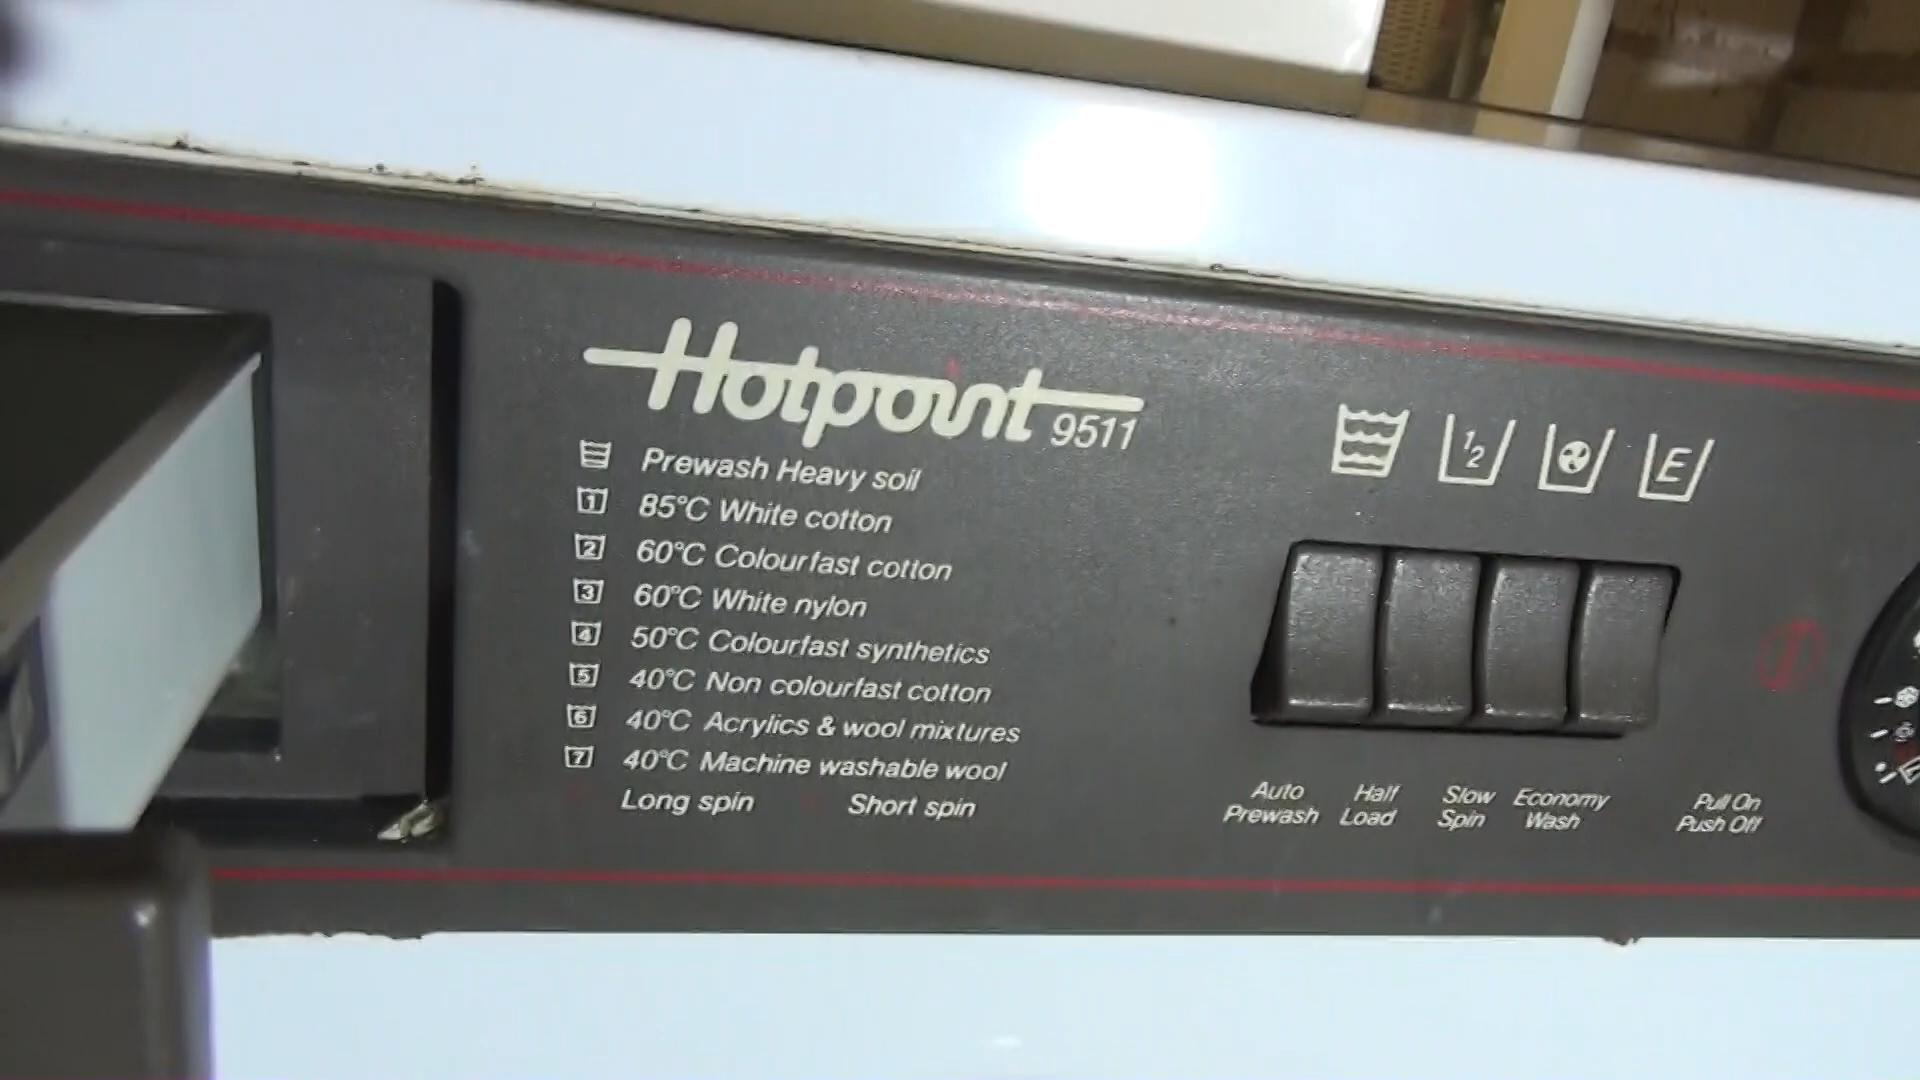 Hotpoint 9511
Prewash Heavy soil
1 85°C White cotton
2 60°C Colourfast cotton
3 60°C White nylon
4 50°C Colourfast synthetics
5 40°C Non colourfast cotton
6 40°C Acrylics & wool mixtures
7 40°C Machine washable wool
Long spin Short spin
1/2 E
Auto Prewash
Half Load
Slow Spin
Economy Wash
Pull On
Push Off